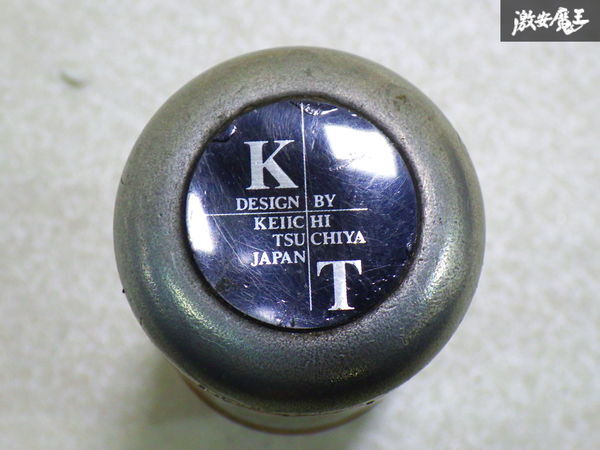 激安魔王
K
DESIGN BY
KEIICHI
TSUCHIYA
JAPAN
T